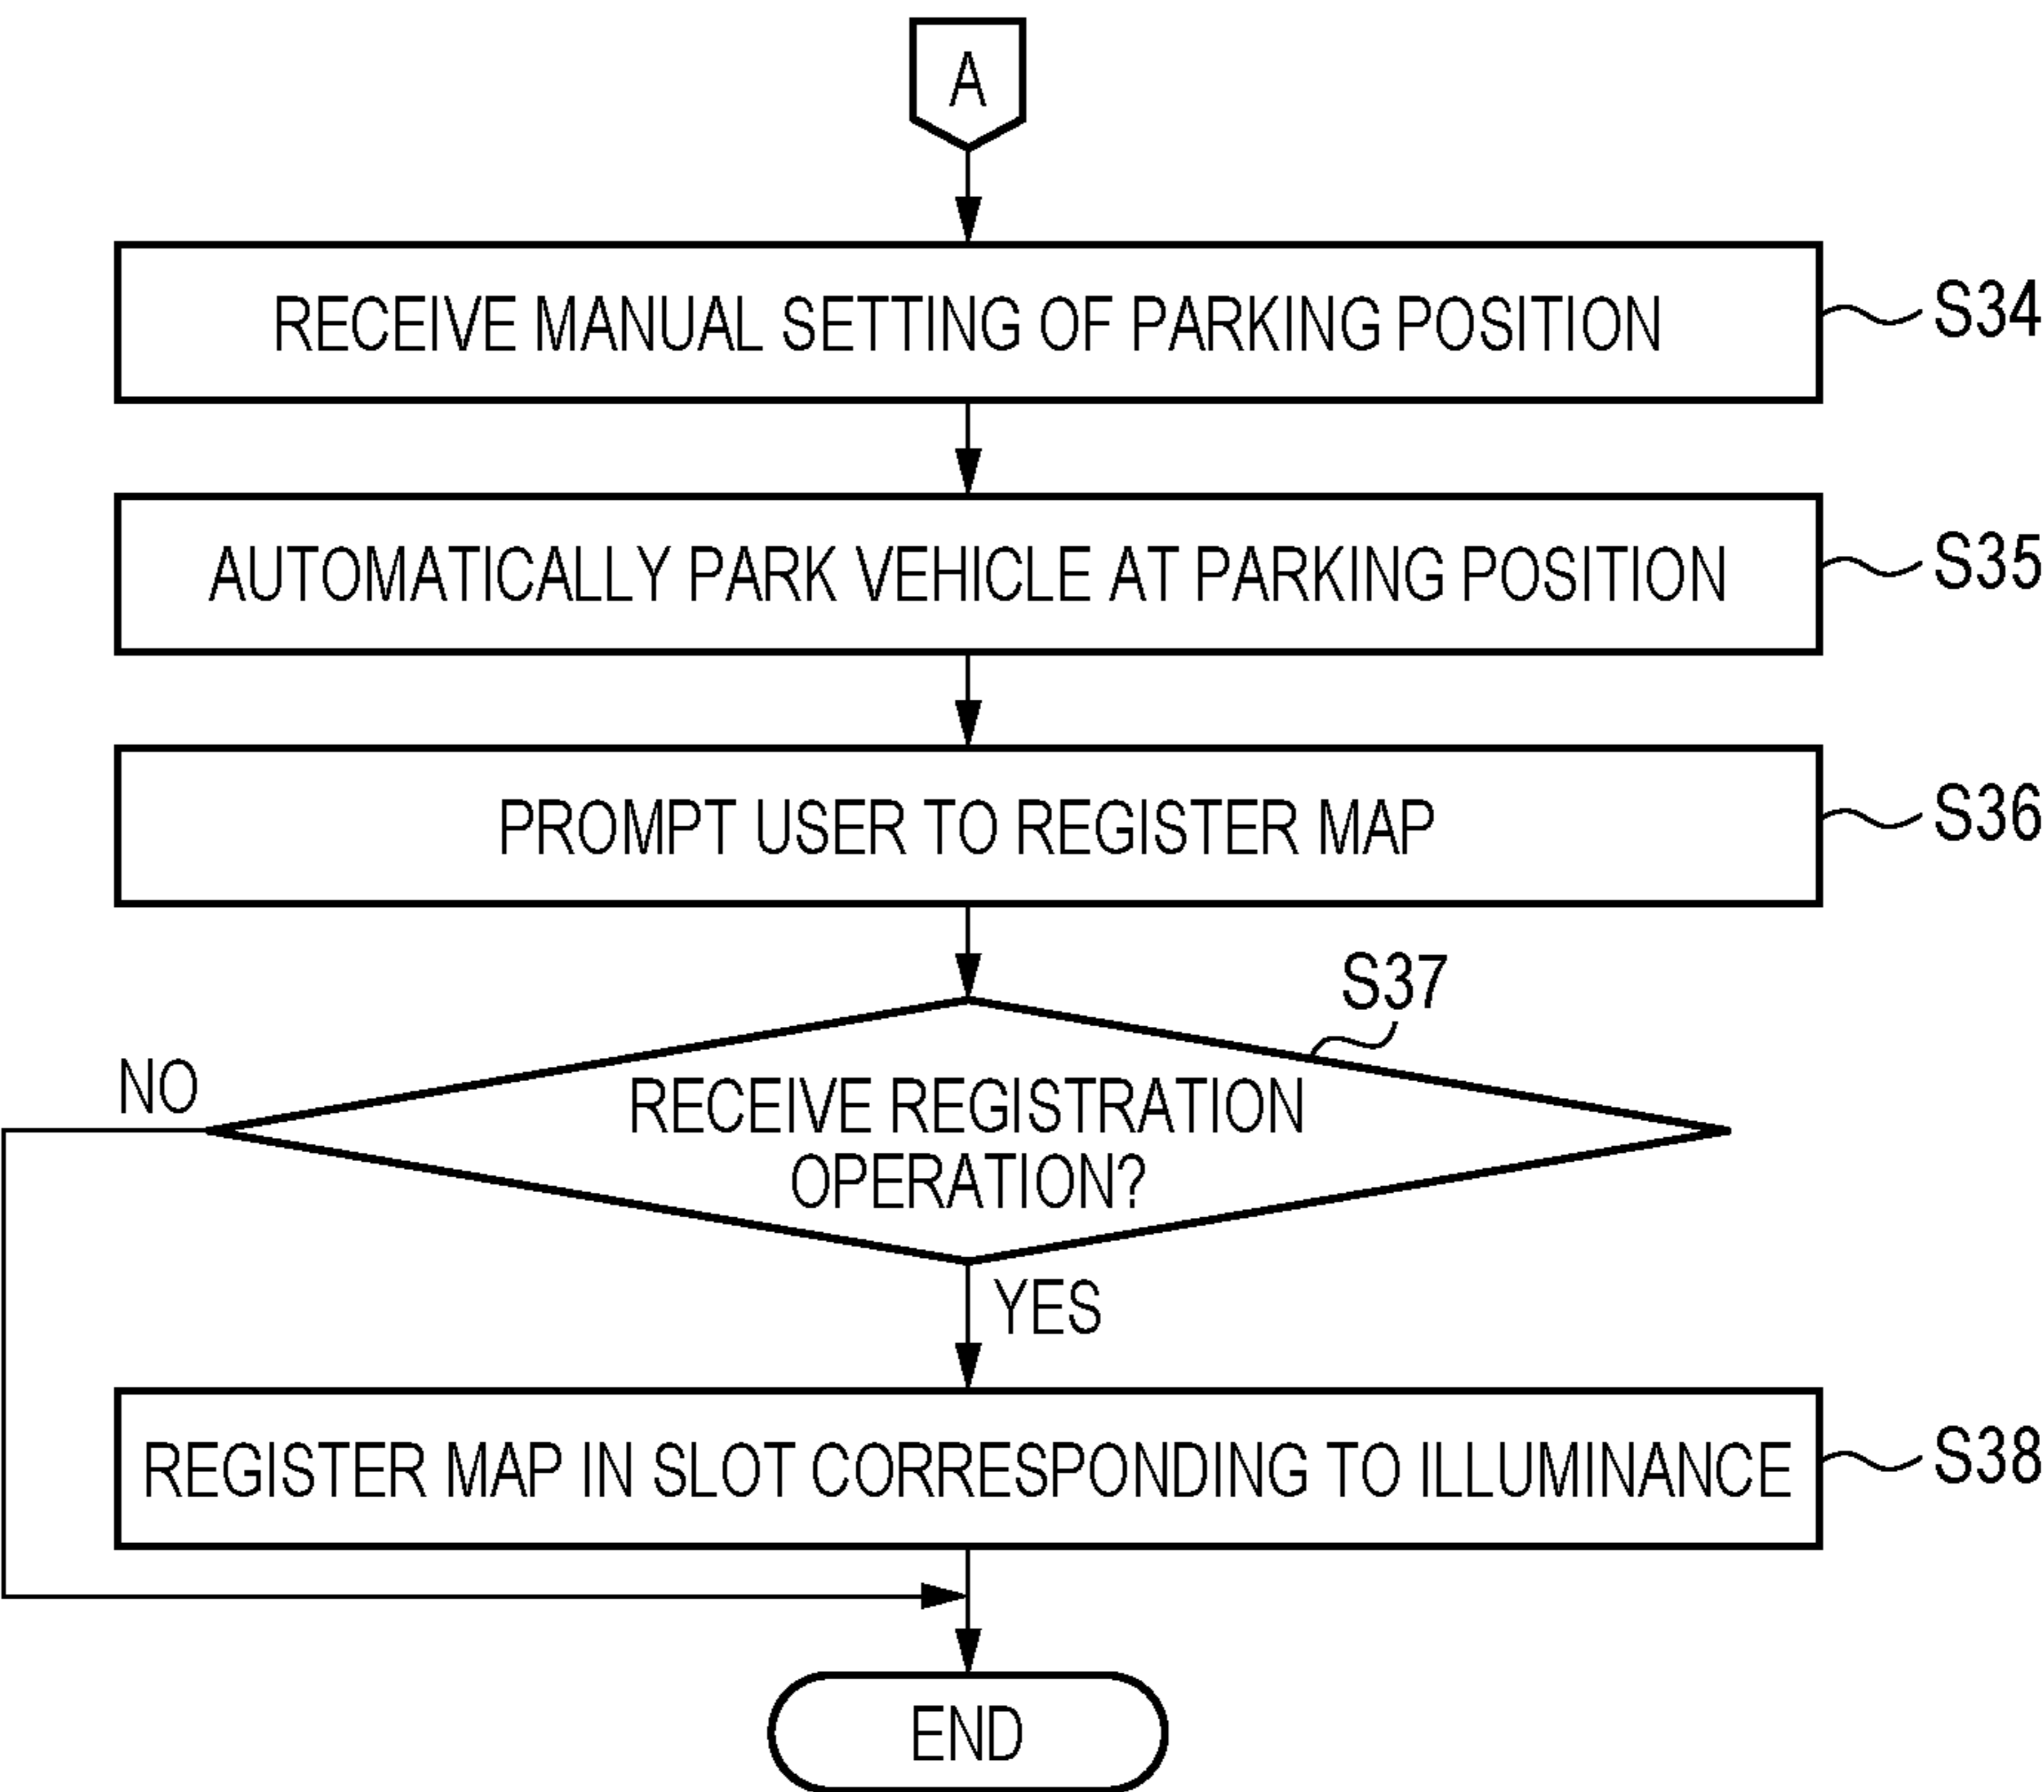 A
RECEIVE MANUAL SETTING OF PARKING POSITION
S34
AUTOMATICALLY PARK VEHICLE AT PARKING POSITION
S35
PROMPT USER TO REGISTER MAP
S36
S37
NO
RECEIVE REGISTRATION
OPERATION?
YES
REGISTER MAP IN SLOT CORRESPONDING TO ILLUMINANCE
S38
END